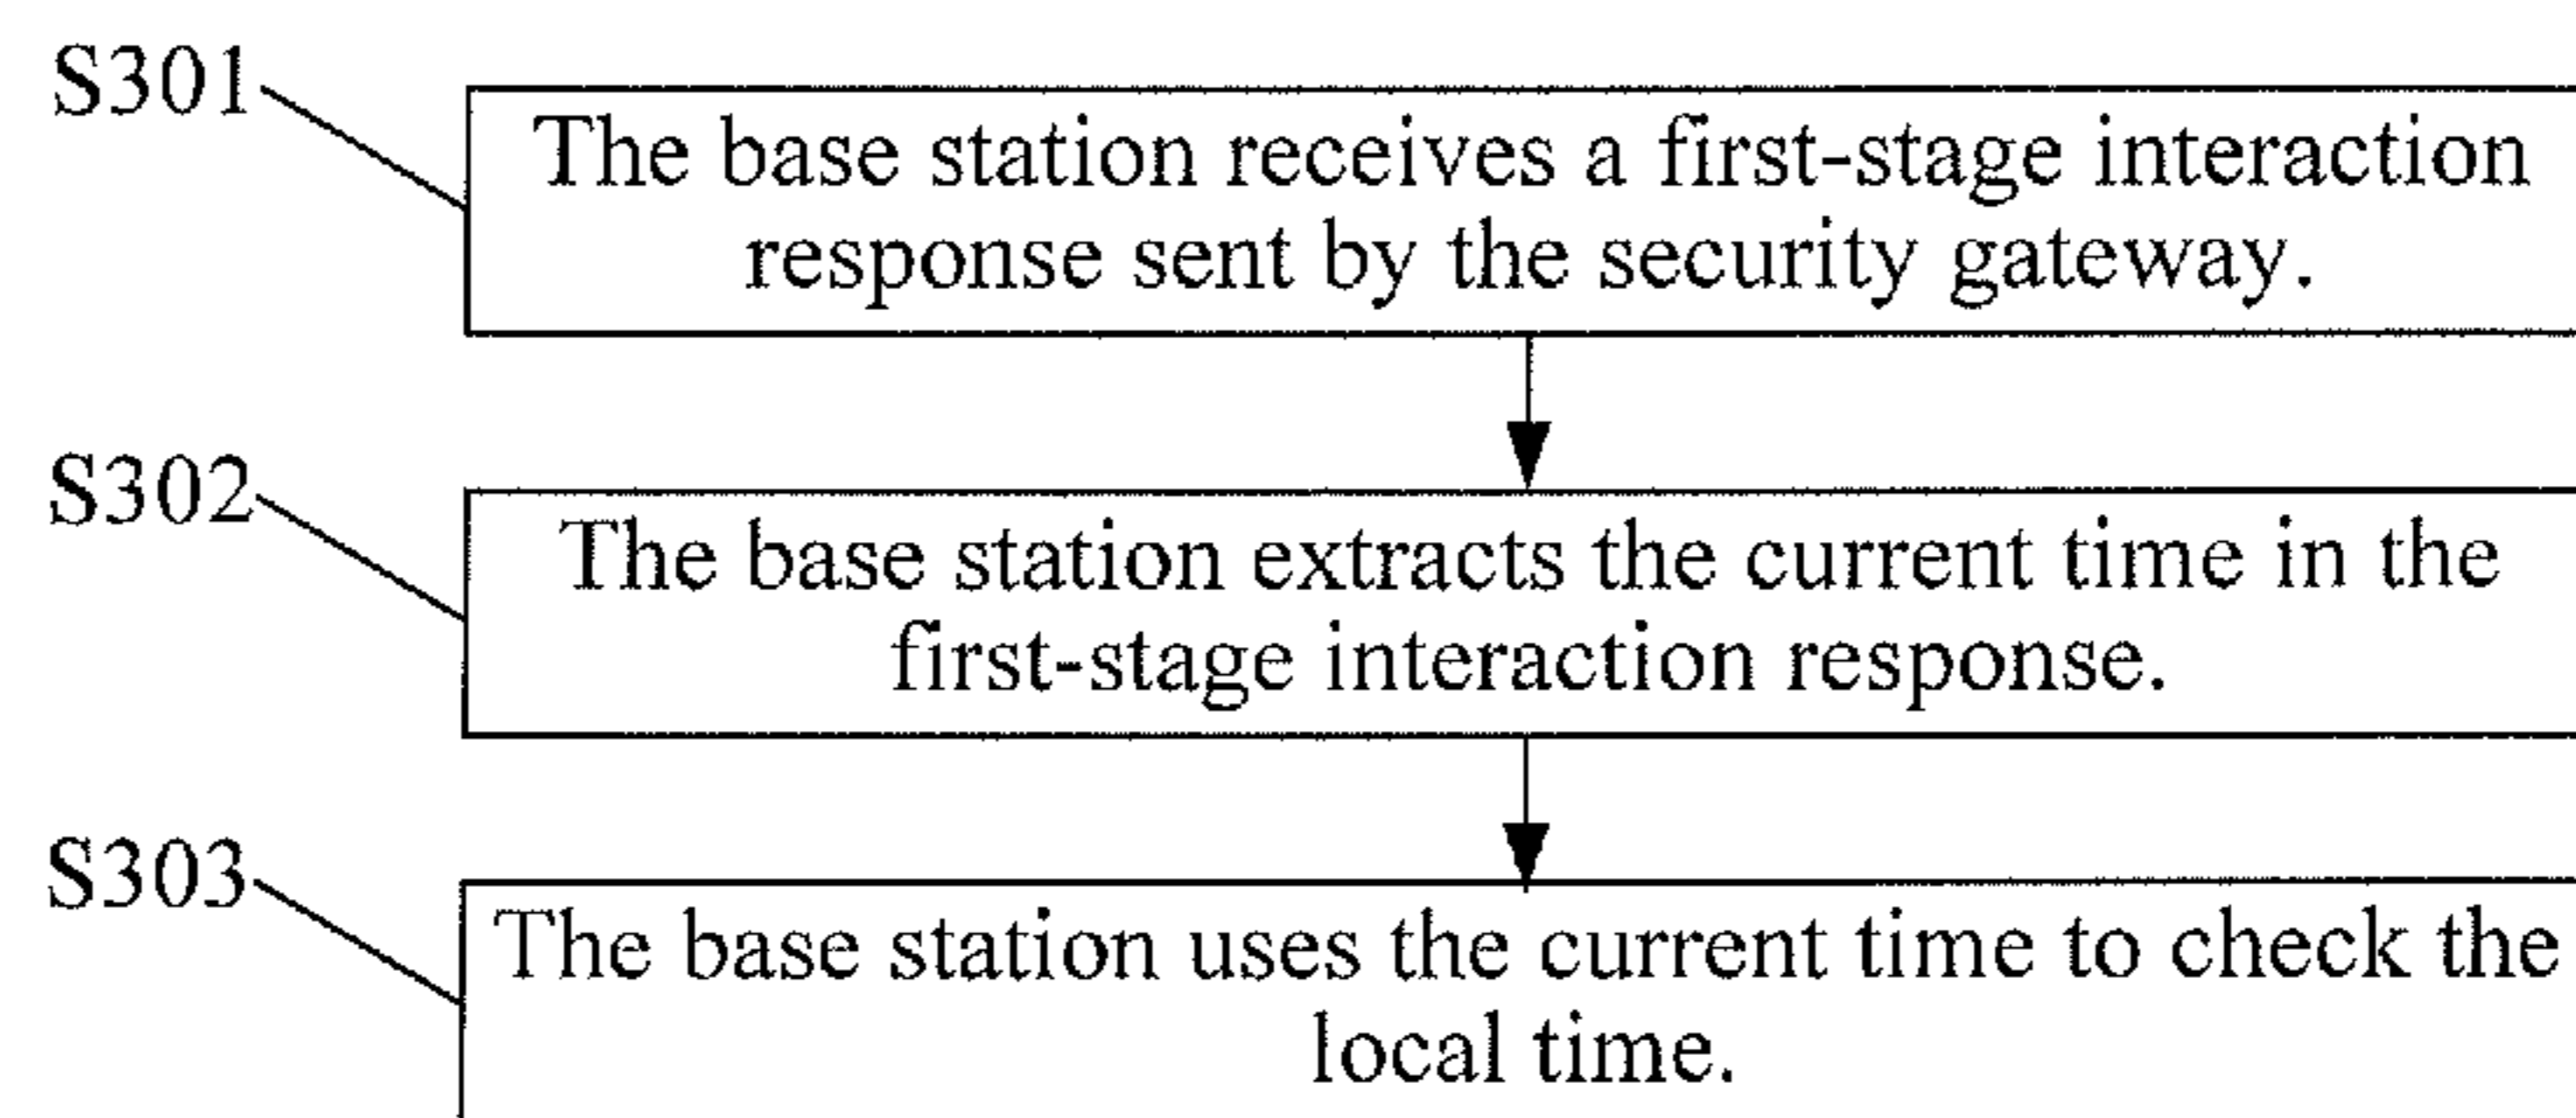 S301
The base station receives a first-stage interaction
response sent by the security gateway.
S302
The base station extracts the current time in the
first-stage interaction response.
S303
The base station uses the current time to check the
local time.